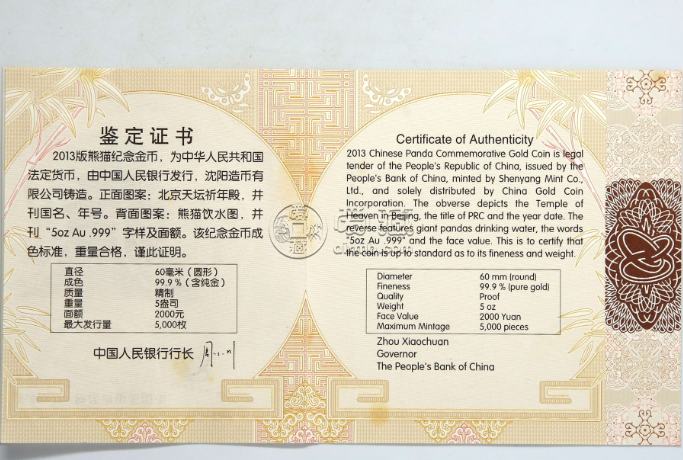 鉴定证书
2013版熊猫纪念金币，为中华人民共和国
法定货币，由中国人民银行发行，沈阳造币有
限公司铸造。正面图案：北京天坛祈年殿，并
刊国名、年号。背面图案：熊猫饮水图，并
刊“5oz Au .999”字样及面额。该纪念金币成
色标准，重量合格，谨此证明。
直径 60毫米（圆形）
成色 99.9％（含纯金）
质量 精制
重量 5盎司
面额 2000元
最大发行量 5,000枚
中国人民银行行长
Certificate of Authenticity
2013 Chinese Panda Commemorative Gold Coin is legal
tender of the People's Republic of China, issued by the
People's Bank of China, minted by Shenyang Mint Co.,
Ltd., and solely distributed by China Gold Coin
Incorporation. The obverse depicts the Temple of
Heaven in Beijing, the title of PRC and the year date. The
reverse features giant pandas drinking water, the words
"5oz Au .999" and the face value. This is to certify that
the coin is up to standard as to its fineness and weight.
Diameter 60 mm (round)
Fineness 99.9 % (pure gold)
Quality Proof
Weight 5 oz
Face Value 2000 Yuan
Maximum Mintage 5,000 pieces
Zhou Xiaochuan
Governor
The People's Bank of China